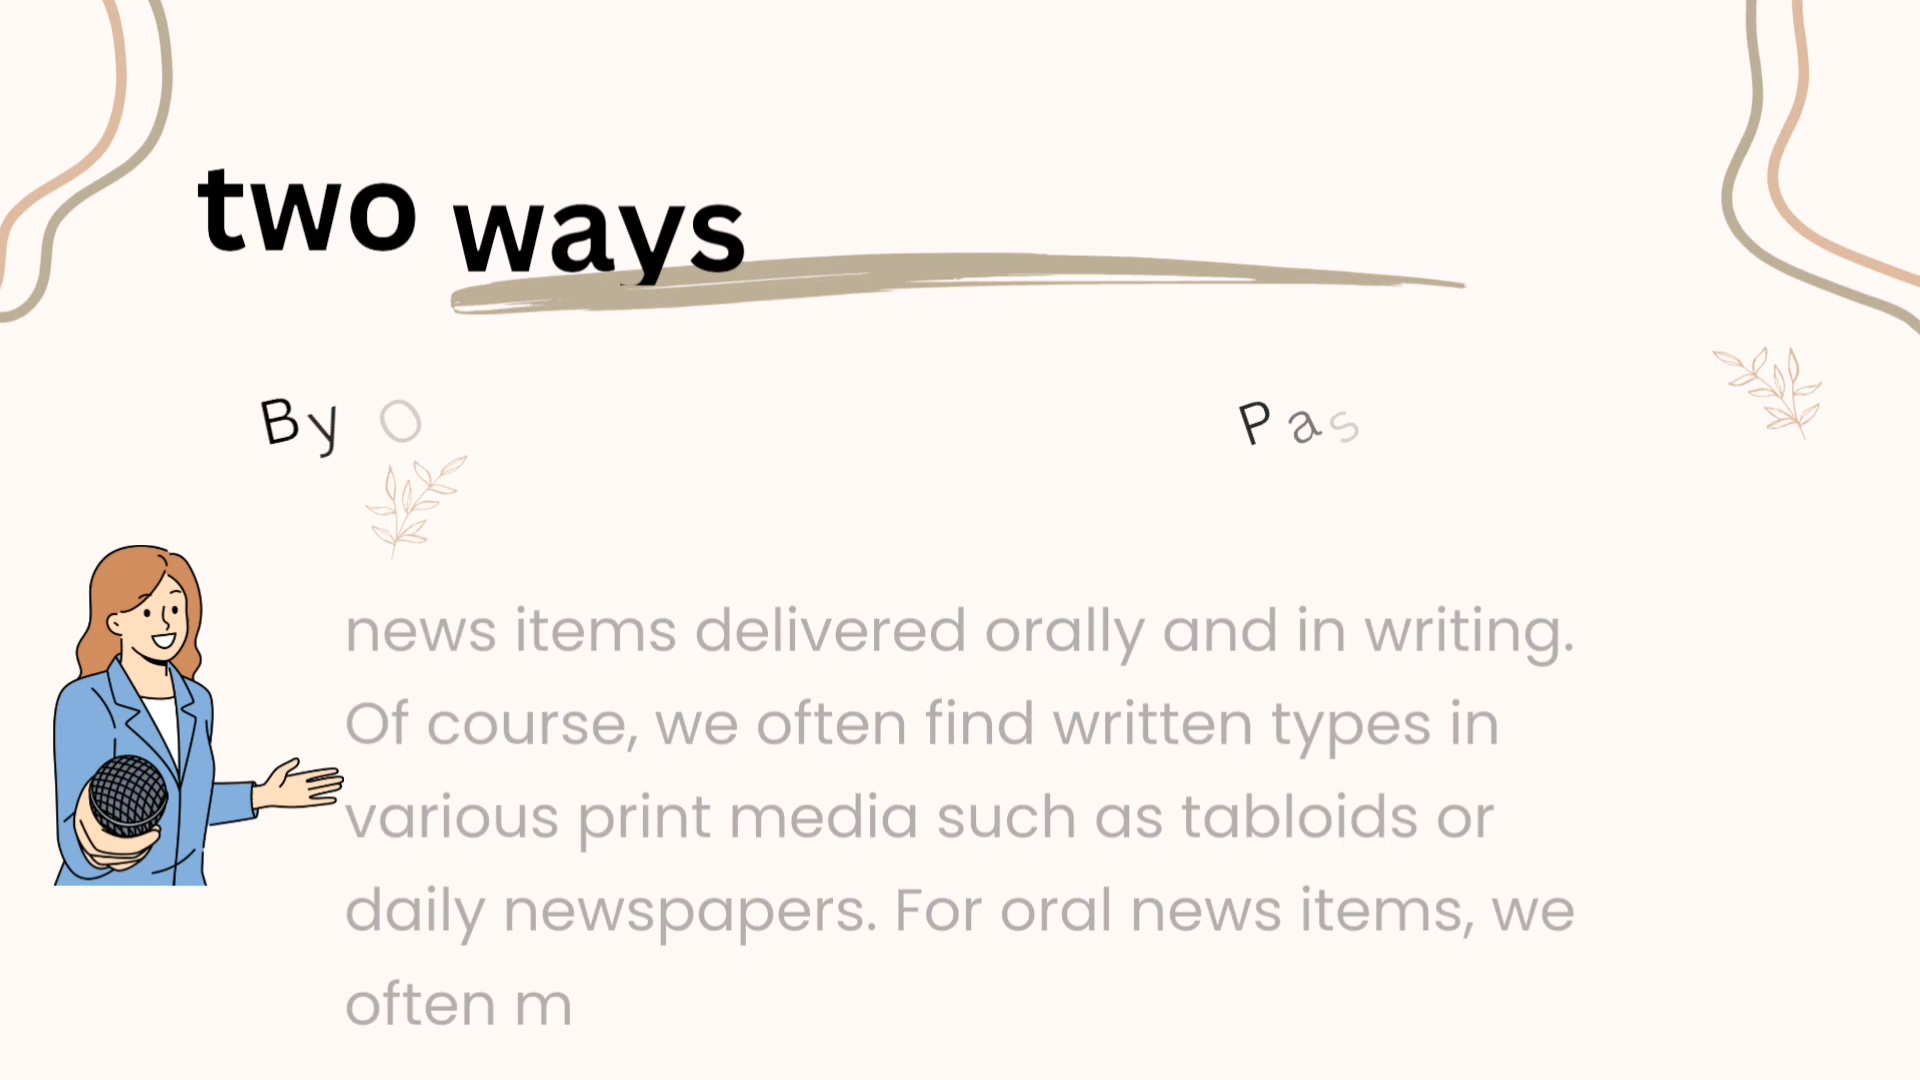 two ways
By O
Pas
news items delivered orally and in writing.
Of course, we often find written types in
various print media such as tabloids or
daily newspapers. For oral news items, we
often m